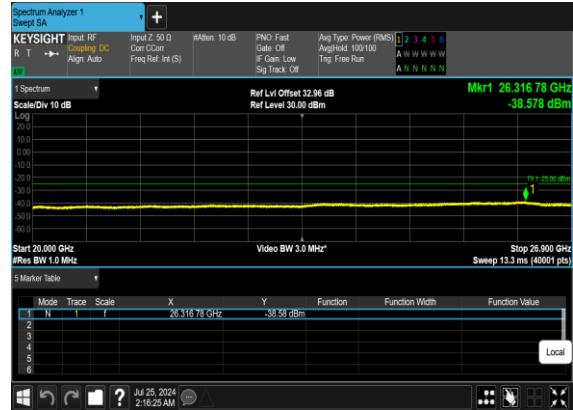 Spectrum Analyzer 1
Swept SA
+
KEYSIGHT Input: RF Input Z: 50 Ω #Atten: 10 dB PNO: Fast Avg Type: Power (RMS) 1 2 3 4 5 6
R T Coupling: DC Corr CCorr Gate: Off Avg|Hold: 100/100 A W W W W W
Align: Auto Freq Ref: Int (S) IF Gain: Low Trig: Free Run
LXI Sig Track: Off A N N N N N
1 Spectrum Ref Lvl Offset 32.96 dB Mkr1 26.316 78 GHz
Scale/Div 10 dB Ref Level 30.00 dBm -38.578 dBm
Log
20.0
10.0
0.00
-10.0
-20.0
-30.0
-40.0
-50.0
-60.0
1
Start 20.000 GHz Video BW 3.0 MHz* Stop 26.900 GHz
#Res BW 1.0 MHz Sweep 13.3 ms (40001 pts)
5 Marker Table
Mode Trace Scale X Y Function Function Width Function Value
1 N 1 f 26.316 78 GHz -38.58 dBm
2
3
4
5
6
Local
? Jul 25, 2024
2:16:25 AM